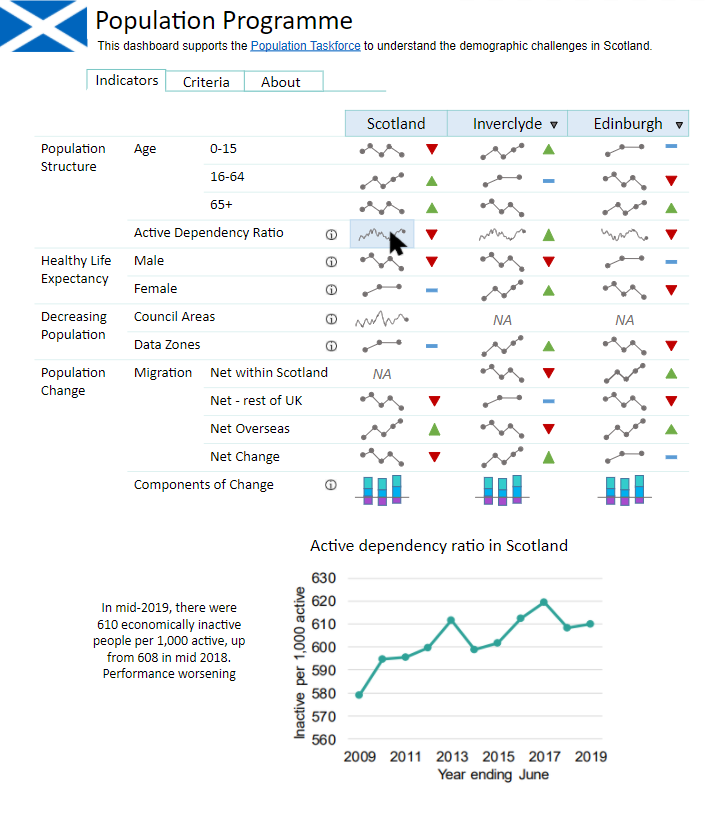 Population Programme
This dashboard supports the Population Taskforce to understand the demographic challenges in Scotland.
Indicators Criteria About
Scotland Inverclyde Edinburgh
Population Structure Age 0-15
16-64
65+
Active Dependency Ratio
Healthy Life Expectancy Male
Female
Decreasing Population Council Areas NA NA
Data Zones
Population Change Migration Net within Scotland NA
Net - rest of UK
Net Overseas
Net Change
Components of Change
Active dependency ratio in Scotland
In mid-2019, there were
610 economically inactive
people per 1,000 active, up
from 608 in mid 2018.
Performance worsening
Inactive per 1,000 active
630
620
610
600
590
580
570
560
2009 2011 2013 2015 2017 2019
Year ending June